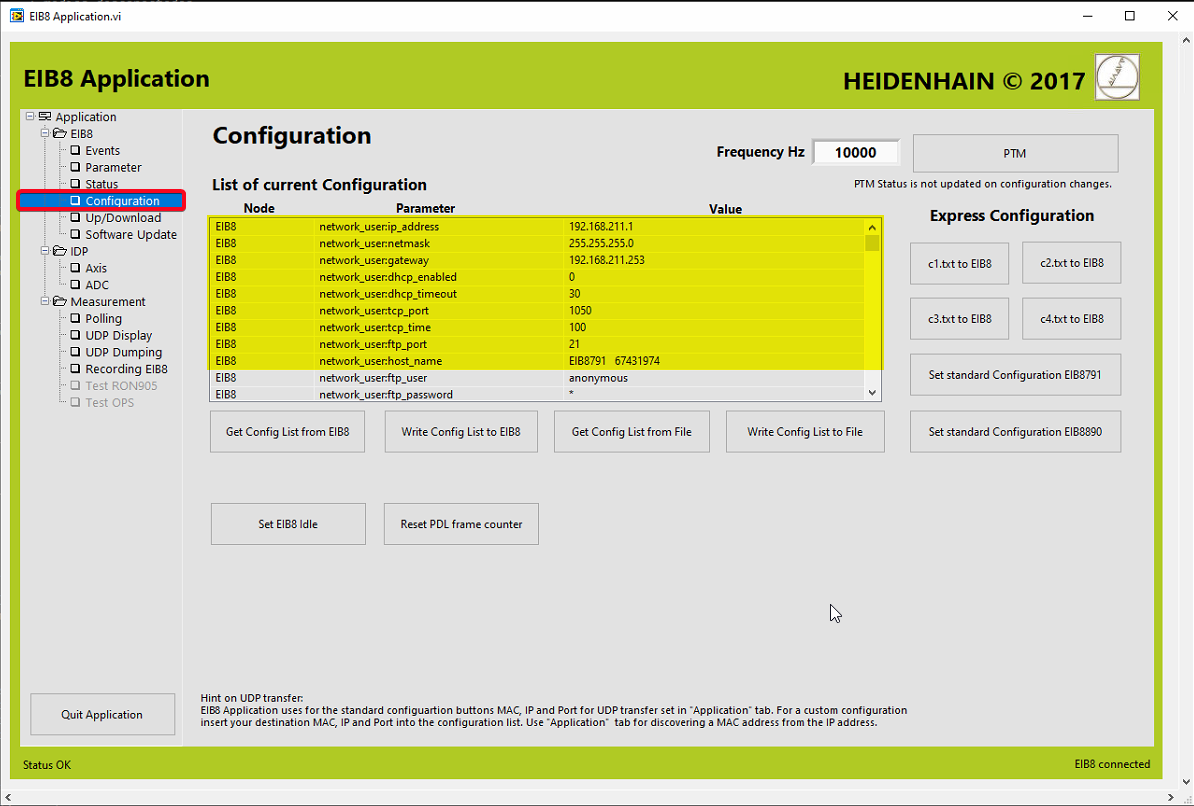 EIB8 Application.vi
EIB8 Application
HEIDENHAIN © 2017
Application
EIB8
Events
Parameter
Status
Configuration
Up/Download
Software Update
IDP
Axis
ADC
Measurement
Polling
UDP Display
UDP Dumping
Recording EIB8
Test RON905
Test OPS
Quit Application
Configuration
Frequency Hz 10000 PTM
PTM Status is not updated on configuration changes.
List of current Configuration
Node Parameter Value
EIB8 network_user:ip_address 192.168.211.1
EIB8 network_user:netmask 255.255.255.0
EIB8 network_user:gateway 192.168.211.253
EIB8 network_user:dhcp_enabled 0
EIB8 network_user:dhcp_timeout 30
EIB8 network_user:tcp_port 1050
EIB8 network_user:tcp_time 100
EIB8 network_user:ftp_port 21
EIB8 network_user:host_name EIB8791 67431974
EIB8 network_user:ftp_user anonymous
EIB8 network_user:ftp_password *
Get Config List from EIB8 Write Config List to EIB8 Get Config List from File Write Config List to File
Set EIB8 Idle Reset PDL frame counter
Express Configuration
c1.txt to EIB8 c2.txt to EIB8
c3.txt to EIB8 c4.txt to EIB8
Set standard Configuration EIB8791
Set standard Configuration EIB8890
Hint on UDP transfer:
EIB8 Application uses for the standard configuartion buttons MAC, IP and Port for UDP transfer set in "Application" tab. For a custom configuration
insert your destination MAC, IP and Port into the configuration list. Use "Application" tab for discovering a MAC address from the IP address.
Status OK
EIB8 connected